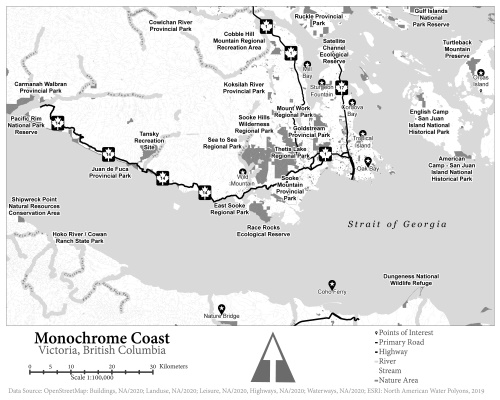 Ruckle Provincial
Park
Gulf Islands
National
Park Reserve
Cowichan River
Provincial Park
Cobble Hill
Mountain Regional
Recreation Area
Satellite
Channel
Ecological
Reserve
Turtleback
Mountain
Preserve
Bay
Orcas
Island
Carmanah Walbran
Provincial Park
Koksilah River
Provincial Park
Sturgeon
Fountain
17
Bay
Pacific Rim
National Park
Reserve
Mount Work
Regional Park
Sooke Hills
Wilderness
Regional Park
Goldstream
Provincial Park
English Camp
- San Juan
Island National
Historical Park
14
Tansky
Recreation
Site
Sea to Sea
Regional Park
Thetis Lake
Regional Park
Island
Oak Bay
American
Camp - San Juan
Island National
Historical Park
14
Juan de Fuca
Provincial Park
14
Mountain
Sooke
Mountain
Provincial
Park
14
East Sooke
Regional Park
Shipwreck Point
Natural Resources
Conservation Area
Race Rocks
Ecological Reserve
Strait of Georgia
Hoko River / Cowan
Ranch State Park
Dungeness National
Wildlife Refuge
Coho Ferry
Nature Bridge
Monochrome Coast
Victoria, British Columbia
0 5 10 20 30 Kilometers
Scale 1:100,000
Points of Interest
Primary Road
Highway
River
Stream
Nature Area
Data Source: OpenStreetMap: Buildings, NA/2020; Landuse, NA/2020; Leisure, NA/2020, Highways, NA/2020; Waterways, NA/2020; ESRI: North American Water Polyons, 2019